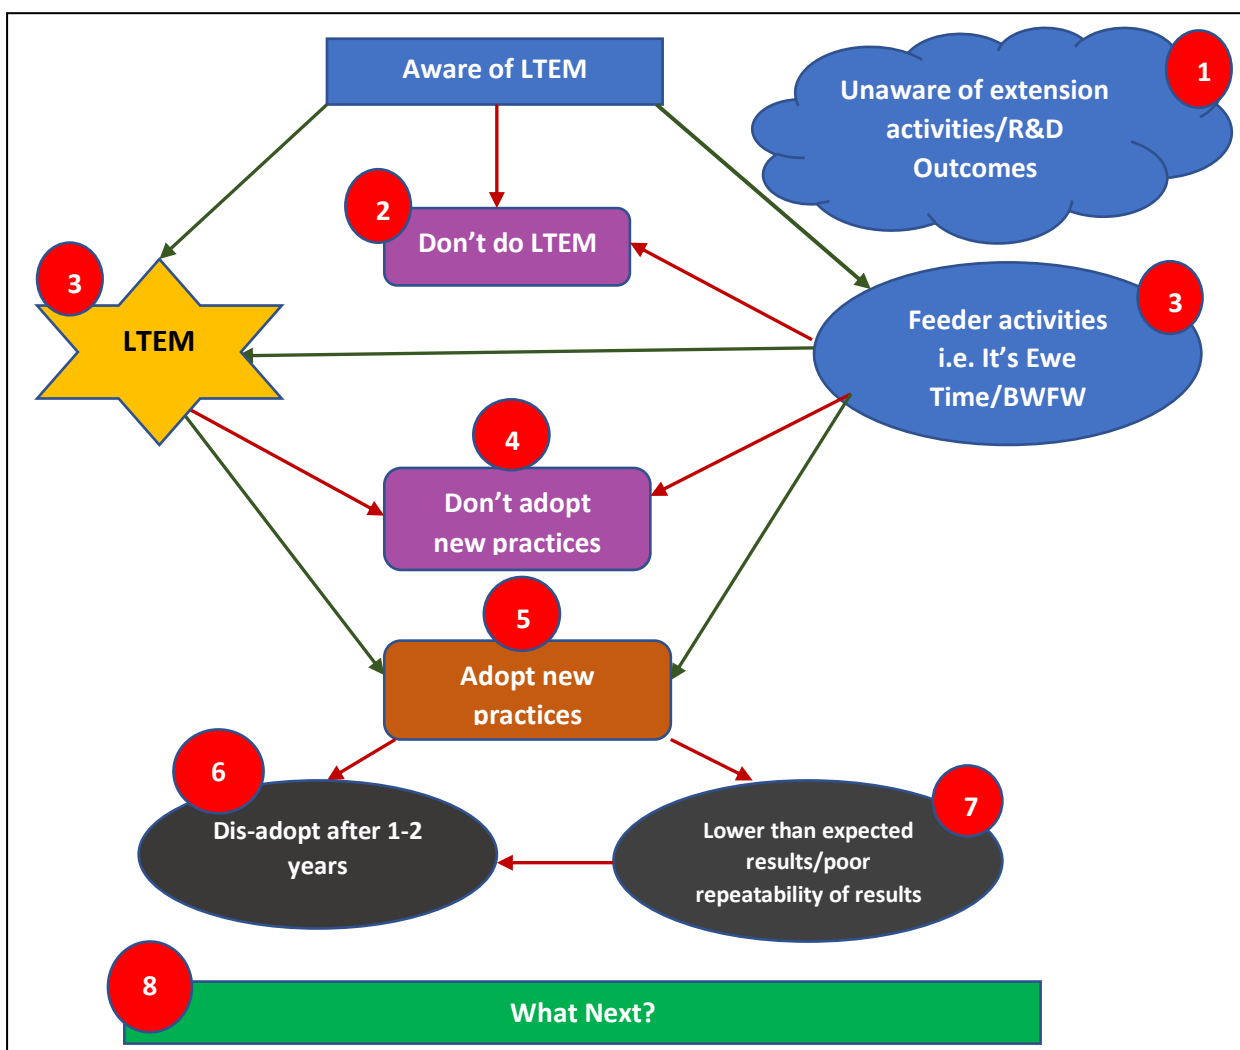 Aware of LTEM
1
Unaware of extension
activities/R&D
Outcomes
2
Don't do LTEM
3
LTEM
3
Feeder activities
i.e. It's Ewe
Time/BWFW
4
Don't adopt
new practices
5
Adopt new
practices
6
Dis-adopt after 1-2
years
7
Lower than expected
results/poor
repeatability of results
8
What Next?